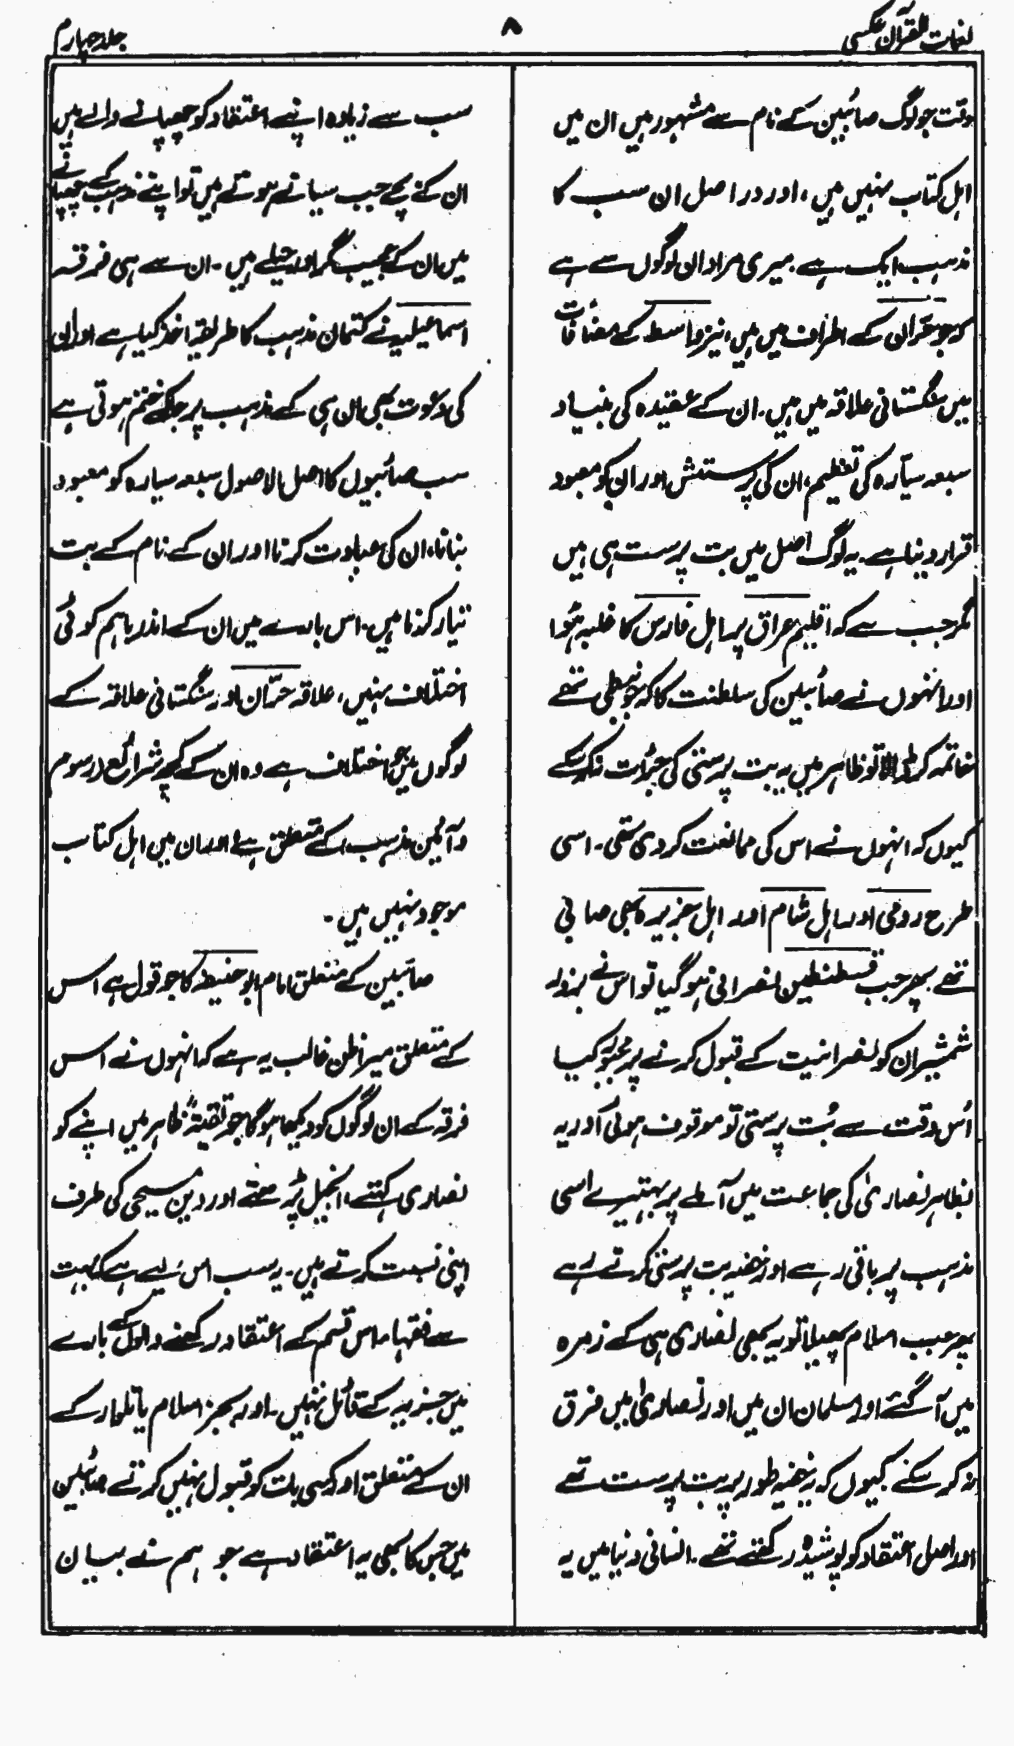 لغات القرآن عکسی
۸
جلد چہارم
وقت جو لوگ صائبین کے نام سے مشہور ہیں ان میں
اہل کتاب نہیں ہیں، اور در اصل ان سب کا
مذہب ایک ہے میری مراد ان لوگوں سے ہے
کہ جو حران کے اطراف میں ہیں، نیز واسط کے مضافات
میں سنگستانی علاقہ میں ہیں۔ ان کے عقیدہ کی بنیاد
سبعہ سیّارہ کی تعظیم، ان کی پرستش اور ان کو معبود
قرار دینا ہے۔ یہ لوگ اصل میں بت پرست ہی ہیں
مگر جب سے کہ اقلیم عراق پر اہل فارس کا غلبہ ہوا
اور انہوں نے صائبین کی سلطنت کا کہ جو نبطی تھے
خاتمہ کر ڈالا تو ظاہر میں یہ بت پرستی کی جرأت نہ کر سکے
کیوں کہ انہوں نے اس کی ممانعت کر دی تھی۔ اسی
طرح رومی اور اہل شام اور اہل جزیرہ بھی صابی
تھے پھر جب قسطنطین نصرانی ہو گیا تو اس نے بزور
شمشیر ان کو نصرانیت کے قبول کرنے پر مجبور کیا
اُس وقت سے بُت پرستی تو موقوف ہوئی اور یہ
بظاہر نصاریٰ کی جماعت میں آ ملے پر بہتیرے اسی
مذہب پر باقی رہے اور خفیہ بت پرستی کرتے رہے
پھر جب اسلام پھیلا تو یہ بھی نصاریٰ ہی کے زمرہ
میں آ گئے اور مسلمان ان میں اور نصاریٰ میں فرق
نہ کر سکے کیوں کہ یہ خفیہ طور پر بت پرست تھے
اور اصل اعتقاد کو پوشیدہ رکھتے تھے۔ انسانی دنیا میں یہ
سب سے زیادہ اپنے اعتقاد کو چھپانے والے ہیں
ان کے بچے جب سیانے ہوتے ہیں تو اپنے مذہب کے چھپانے
میں ان کے عجیب گر اور حیلے ہیں۔ ان سے ہی فرقہ
اسماعیلیہ نے کتمان مذہب کا طریقہ اخذ کیا ہے اور ان
کی دعوت بھی ان ہی کے مذہب پر جا کے ختم ہوتی ہے
سب صائبیوں کا اصل الاصول سبعہ سیارہ کو معبود
بنانا، ان کی عبادت کرنا اور ان کے نام کے بت
تیار کرنا ہیں۔ اس بارے میں ان کے اندر باہم کوئی
اختلاف نہیں، علاقہ حرّان اور سنگستانی علاقہ کے
لوگوں میں جو اختلاف ہے وہ ان کے کچھ شرائع و رسوم
و آئین مذہب کے متعلق ہے اور ان میں اہل کتاب
موجود نہیں ہیں۔
صائبین کے متعلق امام ابو حنیفہ کا جو قول ہے اس
کے متعلق میرا ظن غالب یہ ہے کہ انہوں نے اس
فرقہ کے ان لوگوں کو دیکھا ہو گا جو تقیۃً ظاہر میں اپنے کو
نصاری کہتے، انجیل پڑھتے اور دین مسیحی کی طرف
اپنی نسبت کرتے ہیں۔ یہ سب اس لیے ہے کہ بہت
سے فقہاء اس قسم کے اعتقاد رکھنے والوں کے بارے
میں جزیہ کے قائل نہیں۔ اور بجز اسلام یا تلوار کے
ان کے متعلق اور کسی بات کو قبول نہیں کرتے صائبین
میں جس کا بھی یہ اعتقاد ہے جو ہم نے بیان